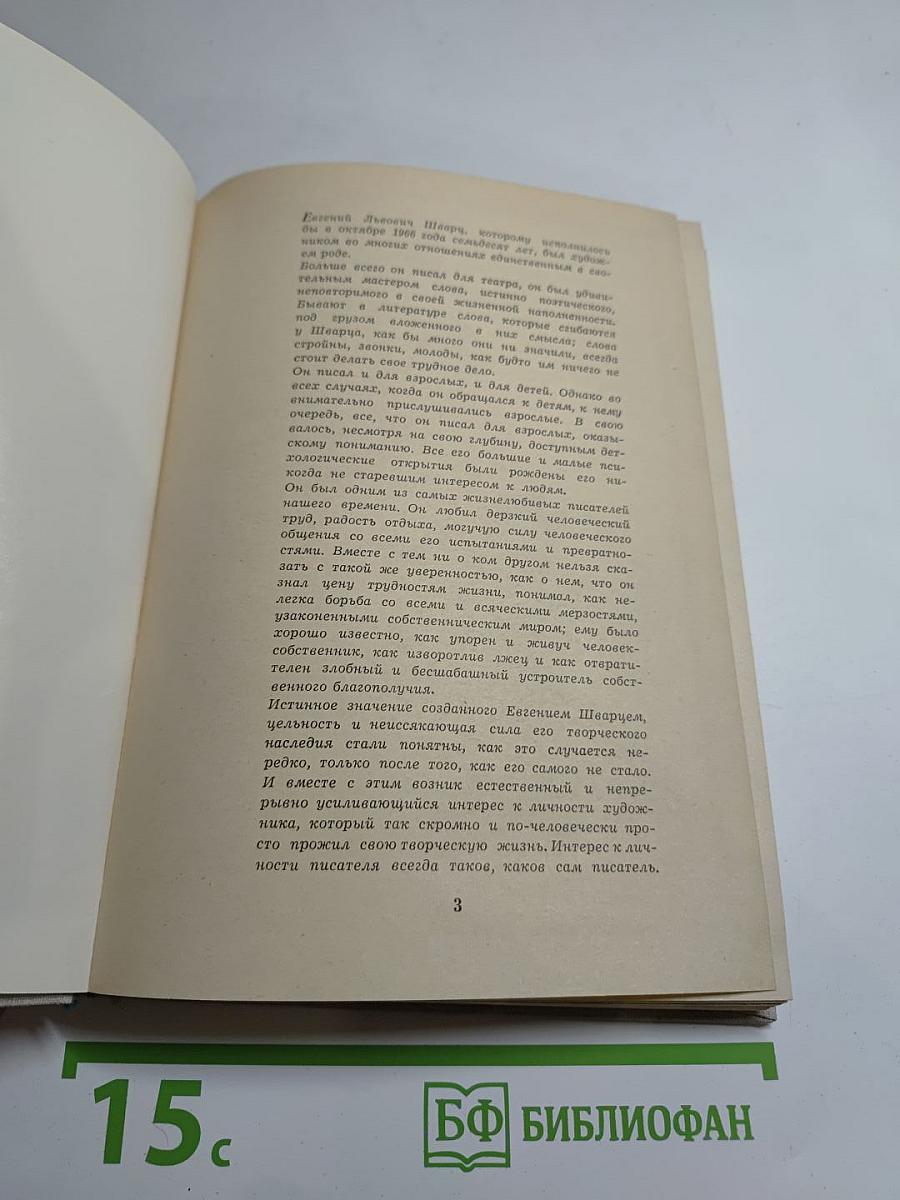 Евгений Львович Шварц, которому исполнилось
бы в октябре 1966 года семьдесят лет, был худож-
ником во многих отношениях единственным в сво-
ем роде.
Больше всего он писал для театра, он был удиви-
тельным мастером слова, истинно поэтического,
неповторимого в своей жизненной наполненности.
Бывают в литературе слова, которые сгибаются
под грузом вложенного в них смысла; слова
у Шварца, как бы много они ни значили, всегда
стройны, звонки, молоды, как будто им ничего не
стоит делать свое трудное дело.
Он писал и для взрослых, и для детей. Однако во
всех случаях, когда он обращался к детям, к нему
внимательно прислушивались взрослые. В свою
очередь, все, что он писал для взрослых, оказы-
валось, несмотря на свою глубину, доступным дет-
скому пониманию. Все его большие и малые пси-
хологические открытия были рождены его ни-
когда не старевшим интересом к людям.
Он был одним из самых жизнелюбивых писателей
нашего времени. Он любил дерзкий человеческий
труд, радость отдыха, могучую силу человеческого
общения со всеми его испытаниями и превратно-
стями. Вместе с тем ни о ком другом нельзя ска-
зать с такой же уверенностью, как о нем, что он
знал цену трудностям жизни, понимал, как не-
легка борьба со всеми и всяческими мерзостями,
узаконенными собственническим миром; ему было
хорошо известно, как упорен и живуч человек-
собственник, как изворотлив лжец и как отврати-
телен злобный и бесшабашный устроитель собст-
венного благополучия.
Истинное значение созданного Евгением Шварцем,
цельность и неиссякающая сила его творческого
наследия стали понятны, как это случается не-
редко, только после того, как его самого не стало.
И вместе с этим возник естественный и непре-
рывно усиливающийся интерес к личности худож-
ника, который так скромно и по-человечески про-
сто прожил свою творческую жизнь. Интерес к лич-
ности писателя всегда таков, каков сам писатель.
3
15 с
БФ БИБЛИОФАН